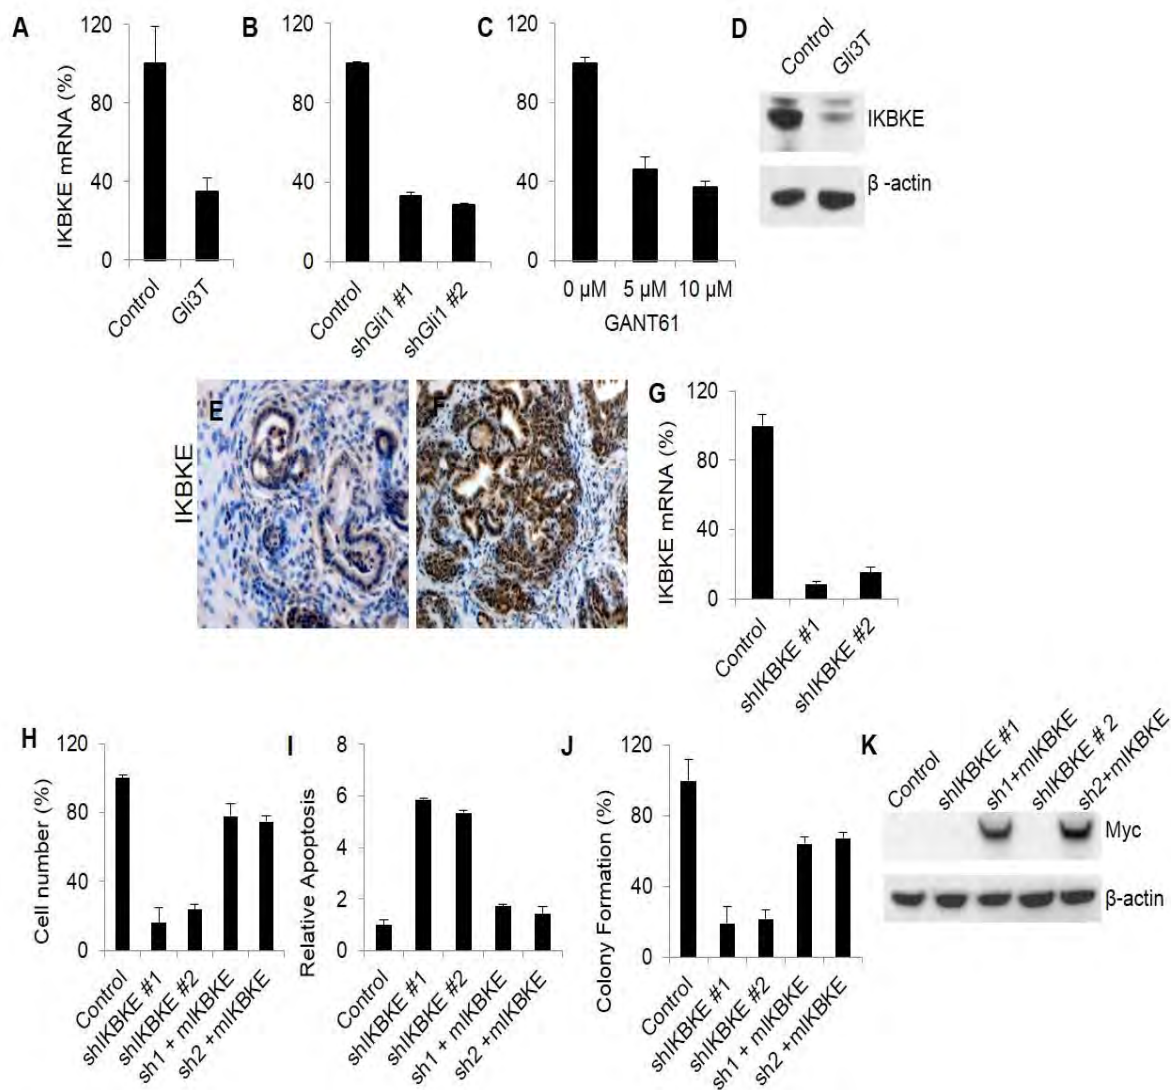 A
IKBKE mRNA (%)
120
80
40
0
Control
Gli3T
B
120
80
40
0
Control
shGli1 #1
shGli1 #2
C
120
80
40
0
0 µM 5 µM 10 µM
GANT61
D
Control
Gli3T
IKBKE
β -actin
IKBKE
E
F
G
IKBKE mRNA (%)
120
80
40
0
Control
shIKBKE #1
shIKBKE #2
H
Cell number (%)
120
80
40
0
Control
shIKBKE #1
shIKBKE #2
sh1 + mIKBKE
sh2 +mIKBKE
I
Relative Apoptosis
8
6
4
2
0
Control
shIKBKE #1
shIKBKE #2
sh1 + mIKBKE
sh2 +mIKBKE
J
Colony Formation (%)
120
80
40
0
Control
shIKBKE #1
shIKBKE #2
sh1 + mIKBKE
sh2 +mIKBKE
K
Control
shIKBKE #1
sh1+mIKBKE
shIKBKE # 2
sh2+mIKBKE
Myc
β-actin